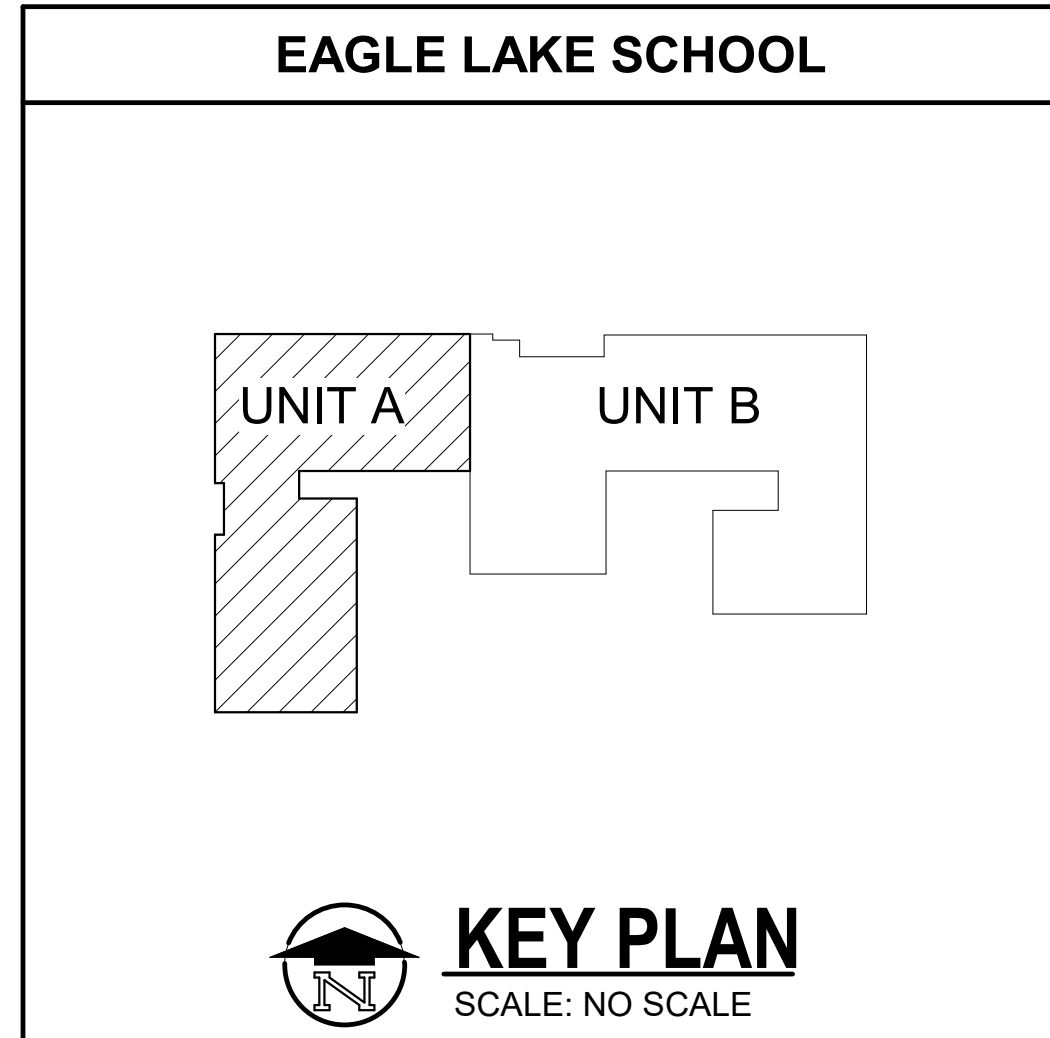 EAGLE LAKE SCHOOL
UNIT A
UNIT B
N
KEY PLAN
SCALE: NO SCALE